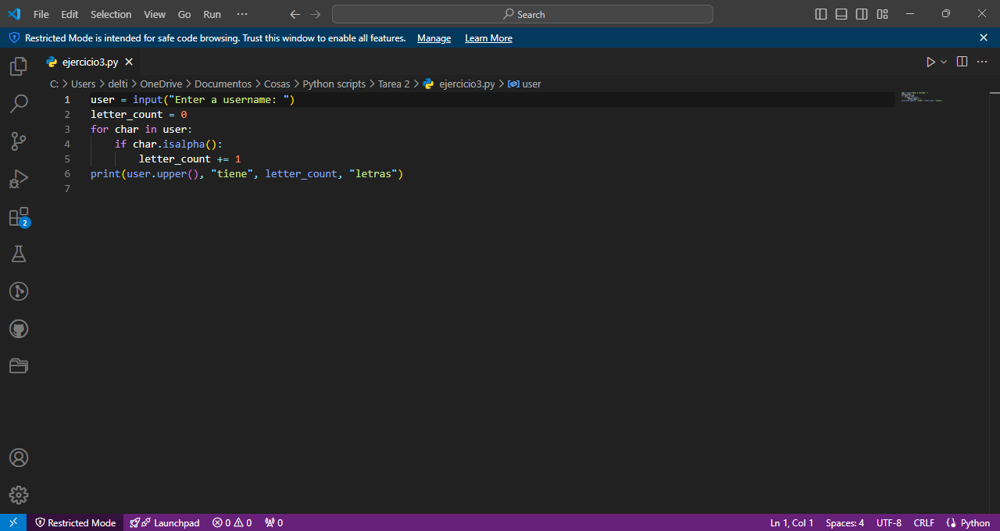 File Edit Selection View Go Run ··· Search
Restricted Mode is intended for safe code browsing. Trust this window to enable all features. Manage Learn More
ejercicio3.py
C: > Users > delti > OneDrive > Documentos > Cosas > Python scripts > Tarea 2 > ejercicio3.py > user
1 user = input("Enter a username: ")
2 letter_count = 0
3 for char in user:
4     if char.isalpha():
5         letter_count += 1
6 print(user.upper(), "tiene", letter_count, "letras")
7
2
Restricted Mode Launchpad 0 0 0 Ln 1, Col 1 Spaces: 4 UTF-8 CRLF Python